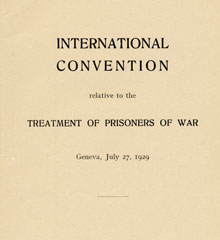 INTERNATIONAL
CONVENTION
relative to the
TREATMENT OF PRISONERS OF WAR
Geneva, July 27, 1929